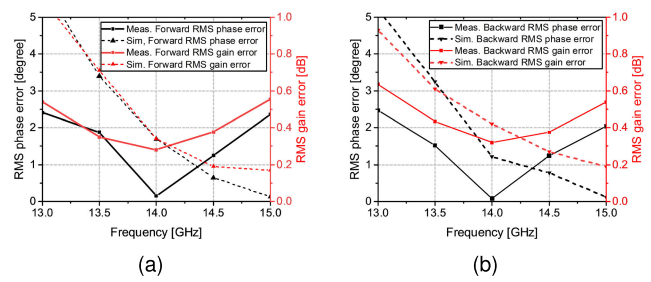 5
4
3
2
1
0
RMS phase error [degree]
Meas. Forward RMS phase error
Sim, Forward RMS phase error
Meas. Forward RMS gain error
Sim. Forward RMS gain error
1.0
0.8
0.6
0.4
0.2
0.0
RMS gain error [dB]
13.0 13.5 14.0 14.5 15.0
Frequency [GHz]
(a)
5
4
3
2
1
0
RMS phase error [degree]
Meas. Backward RMS phase error
Sim. Backward RMS phase error
Meas. Backward RMS gain error
Sim. Backward RMS gain error
1.0
0.8
0.6
0.4
0.2
0.0
RMS gain error [dB]
13.0 13.5 14.0 14.5 15.0
Frequency [GHz]
(b)